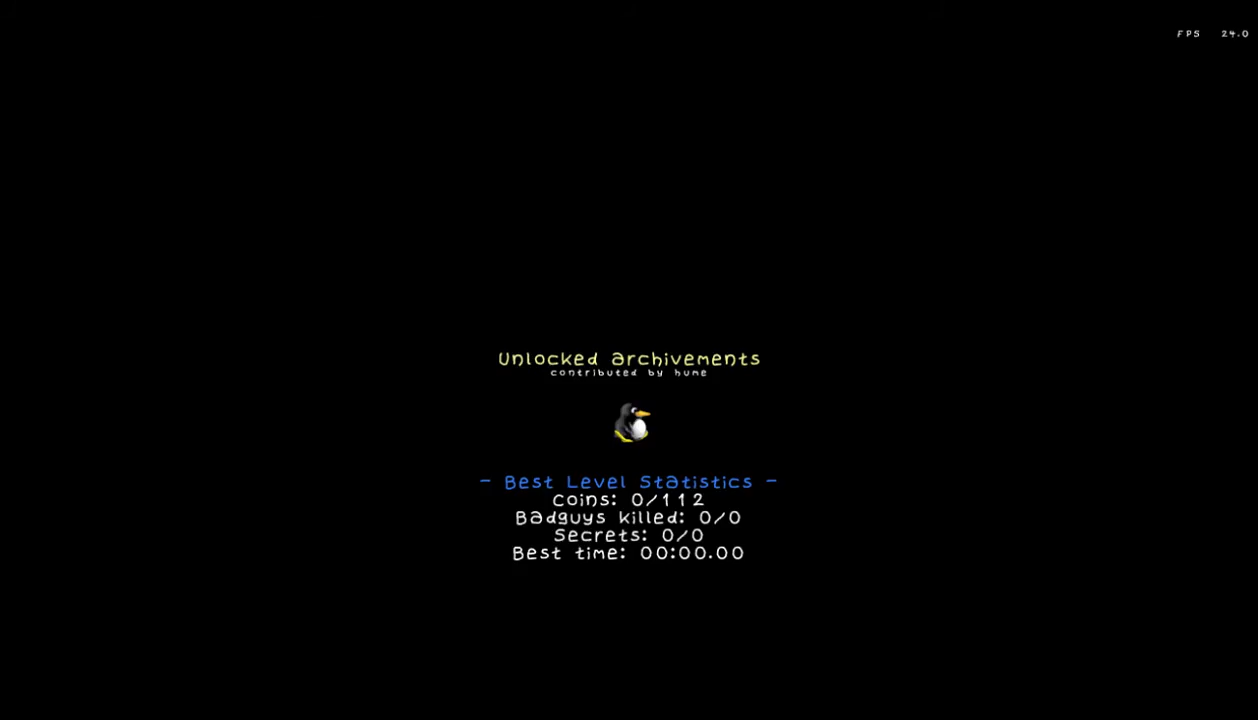 FPS 24.0
Unlocked archivements
contributed by hume
- Best Level Statistics -
Coins: 0/112
Badguys killed: 0/0
Secrets: 0/0
Best time: 00:00.00